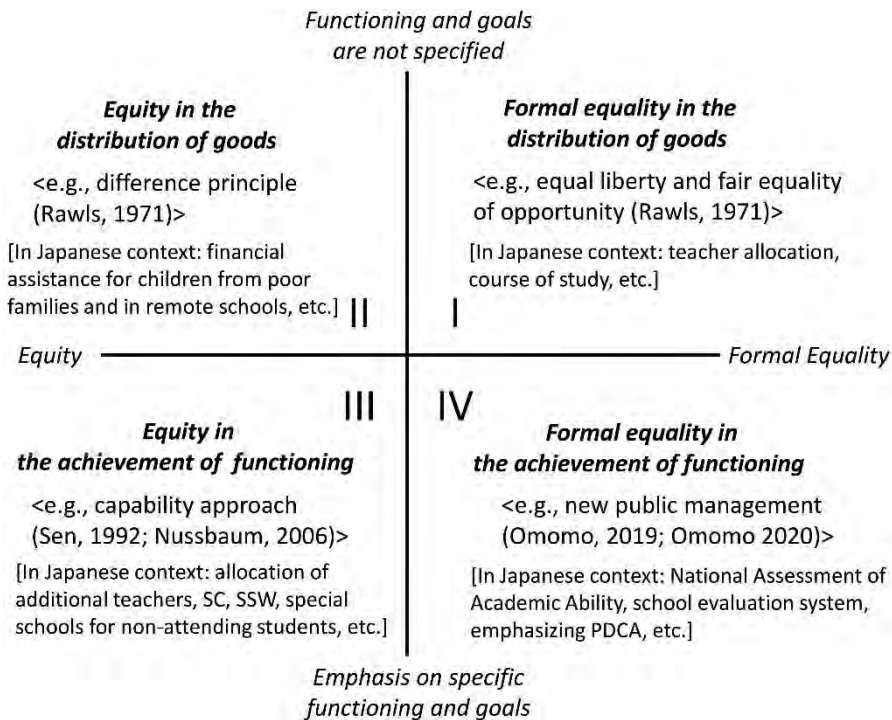 Functioning and goals
are not specified
Equity in the
distribution of goods
<e.g., difference principle
(Rawls, 1971)>
[In Japanese context: financial
assistance for children from poor
families and in remote schools, etc.]
II
Formal equality in the
distribution of goods
<e.g., equal liberty and fair equality
of opportunity (Rawls, 1971)>
[In Japanese context: teacher allocation,
course of study, etc.]
I
Equity
Formal Equality
III
Equity in
the achievement of functioning
<e.g., capability approach
(Sen, 1992; Nussbaum, 2006)>
[In Japanese context: allocation of
additional teachers, SC, SSW, special
schools for non-attending students, etc.]
IV
Formal equality in
the achievement of functioning
<e.g., new public management
(Omomo, 2019; Omomo 2020)>
[In Japanese context: National Assessment of
Academic Ability, school evaluation system,
emphasizing PDCA, etc.]
Emphasis on specific
functioning and goals